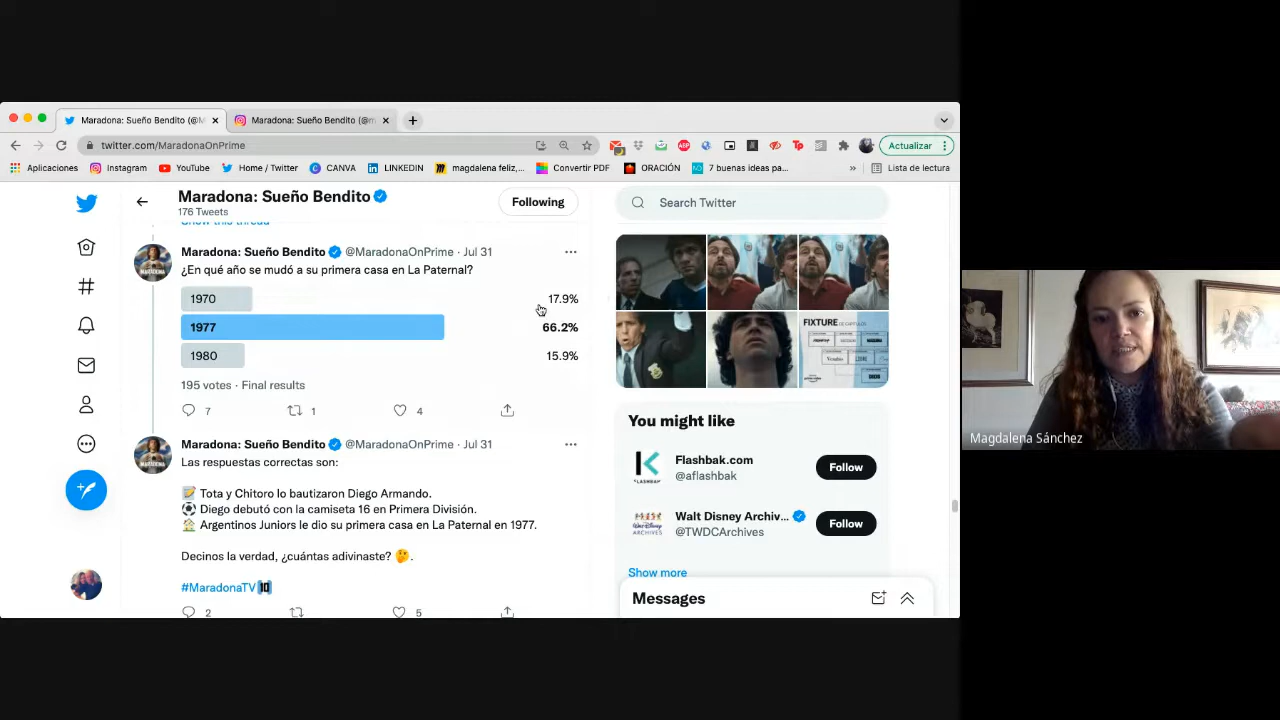 Maradona: Sueño Bendito (@M
Maradona: Sueño Bendito (@m
twitter.com/MaradonaOnPrime
Actualizar
Aplicaciones
Instagram
YouTube
Home / Twitter
CANVA
LINKEDIN
magdalena feliz,...
Convertir PDF
ORACIÓN
7 buenas ideas pa...
»
Lista de lectura
Maradona: Sueño Bendito
176 Tweets
Following
Search Twitter
Show this thread
Maradona: Sueño Bendito @MaradonaOnPrime · Jul 31
¿En qué año se mudó a su primera casa en La Paternal?
1970 17.9%
1977 66.2%
1980 15.9%
195 votes · Final results
7 1 4
Maradona: Sueño Bendito @MaradonaOnPrime · Jul 31
Las respuestas correctas son:
📝 Tota y Chitoro lo bautizaron Diego Armando.
⚽ Diego debutó con la camiseta 16 en Primera División.
🏡 Argentinos Juniors le dio su primera casa en La Paternal en 1977.
Decinos la verdad, ¿cuántas adivinaste? 🤔.
#MaradonaTV
2 5
FIXTURE DE CAPITULOS
You might like
Flashbak.com
@aflashbak
Follow
Walt Disney Archiv...
@TWDCArchives
Follow
Show more
Messages
Magdalena Sánchez